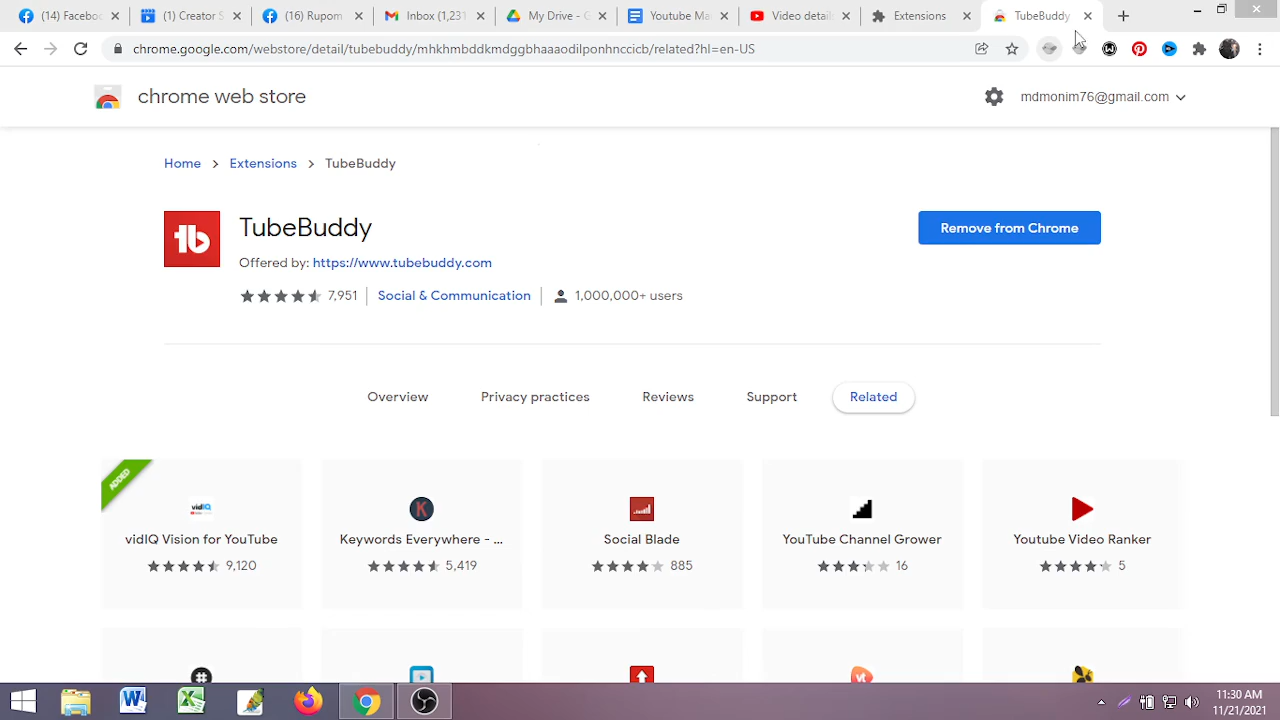 (14) Faceboo
(1) Creator S
(16) Rupom
Inbox (1,231
My Drive - G
Youtube Ma
Video detail
Extensions
TubeBuddy
chrome.google.com/webstore/detail/tubebuddy/mhkhmbddkmdggbhaaaodilponhnccicb/related?hl=en-US
chrome web store
mdmonim76@gmail.com
Home > Extensions > TubeBuddy
TubeBuddy
Remove from Chrome
Offered by: https://www.tubebuddy.com
7,951
Social & Communication
1,000,000+ users
Overview
Privacy practices
Reviews
Support
Related
ADDED
vidIQ
vidIQ Vision for YouTube
Keywords Everywhere - ...
Social Blade
YouTube Channel Grower
Youtube Video Ranker
9,120
5,419
885
16
5
11:30 AM
11/21/2021